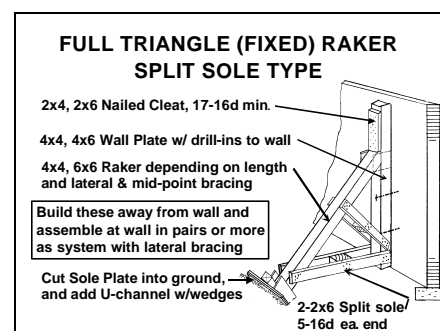 FULL TRIANGLE (FIXED) RAKER
SPLIT SOLE TYPE
2x4, 2x6 Nailed Cleat, 17-16d min.
4x4, 4x6 Wall Plate w/ drill-ins to wall
4x4, 6x6 Raker depending on length
and lateral & mid-point bracing
Build these away from wall and
assemble at wall in pairs or more
as system with lateral bracing
Cut Sole Plate into ground,
and add U-channel w/wedges
2-2x6 Split sole
5-16d ea. end